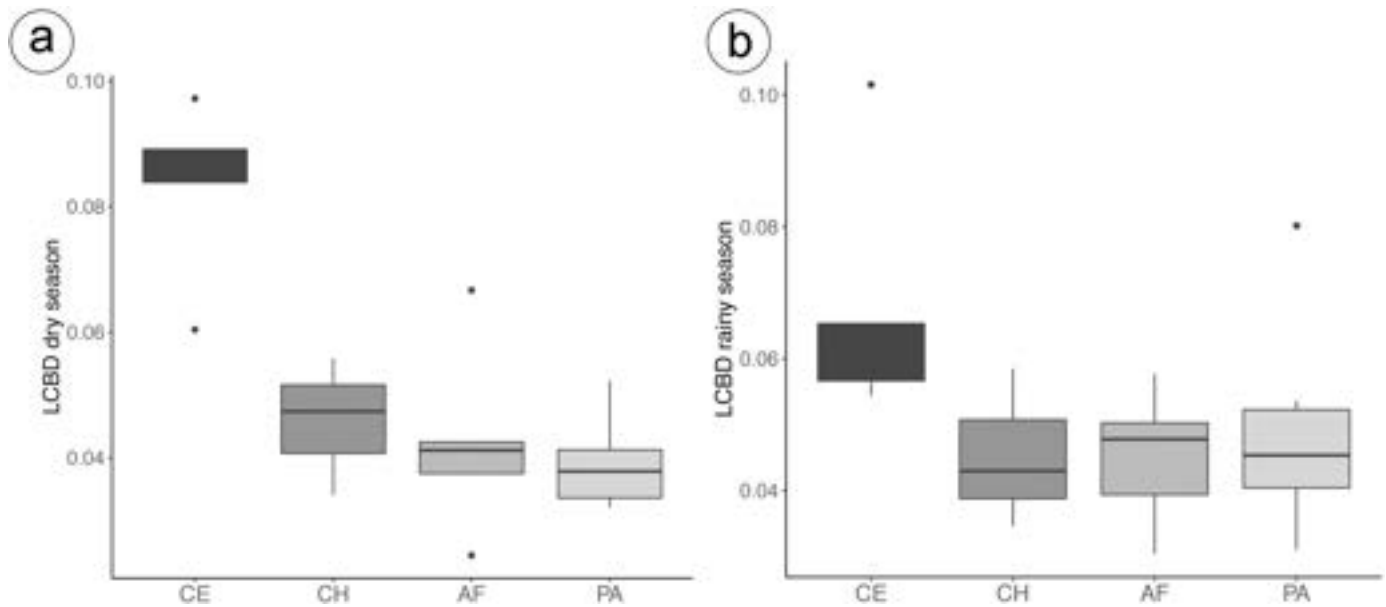 a
LCBD dry season
0.10
0.08
0.06
0.04
CE CH AF PA
b
LCBD rainy season
0.10
0.08
0.06
0.04
CE CH AF PA